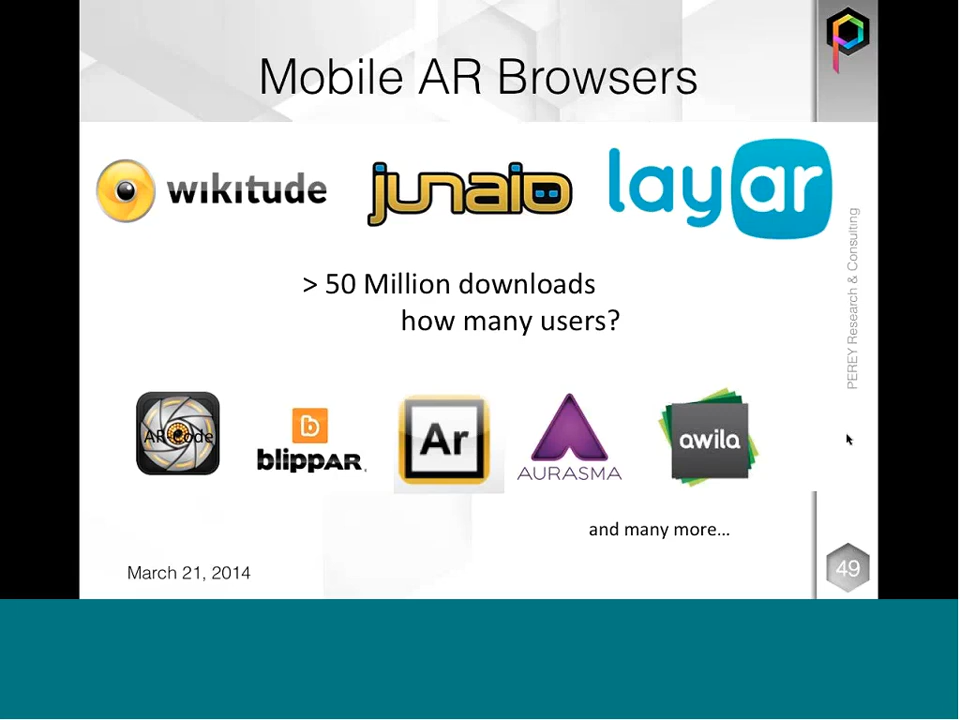 Mobile AR Browsers
wikitude
junaio
layar
> 50 Million downloads
how many users?
PEREY Research & Consulting
AR Code
blippAR
Ar
AURASMA
awila
and many more...
March 21, 2014
49